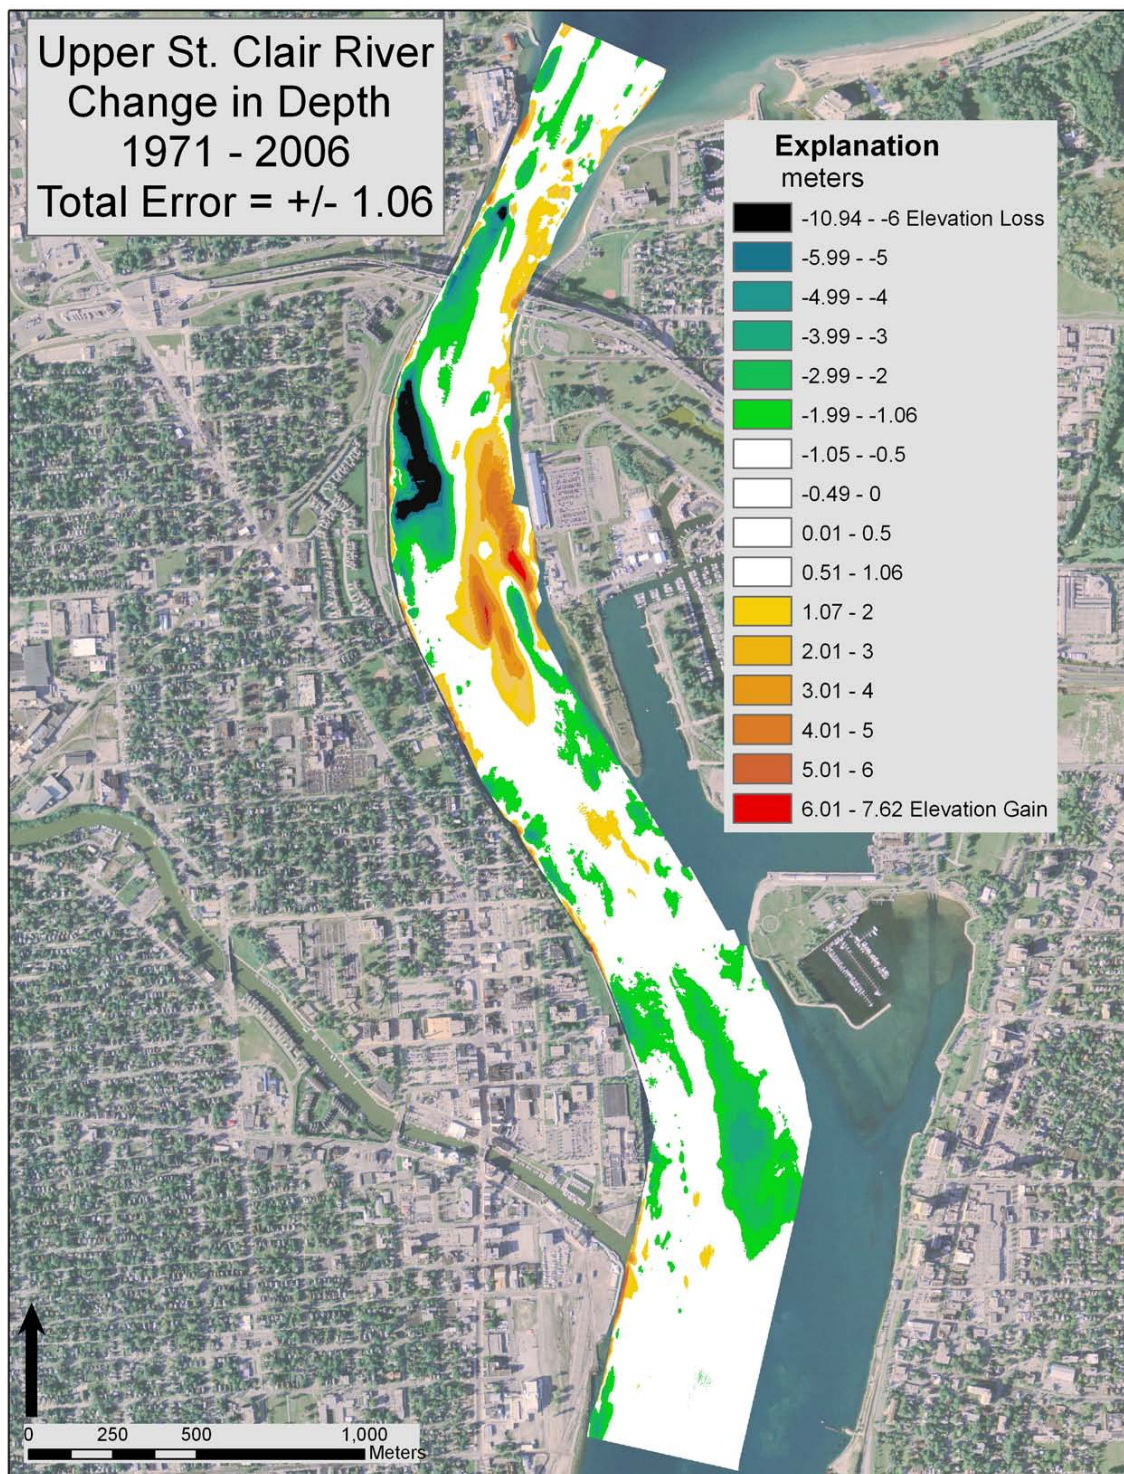 Upper St. Clair River
Change in Depth
1971 - 2006
Total Error = +/- 1.06
Explanation
meters
-10.94 - -6 Elevation Loss
-5.99 - -5
-4.99 - -4
-3.99 - -3
-2.99 - -2
-1.99 - -1.06
-1.05 - -0.5
-0.49 - 0
0.01 - 0.5
0.51 - 1.06
1.07 - 2
2.01 - 3
3.01 - 4
4.01 - 5
5.01 - 6
6.01 - 7.62 Elevation Gain
0 250 500 1,000
Meters